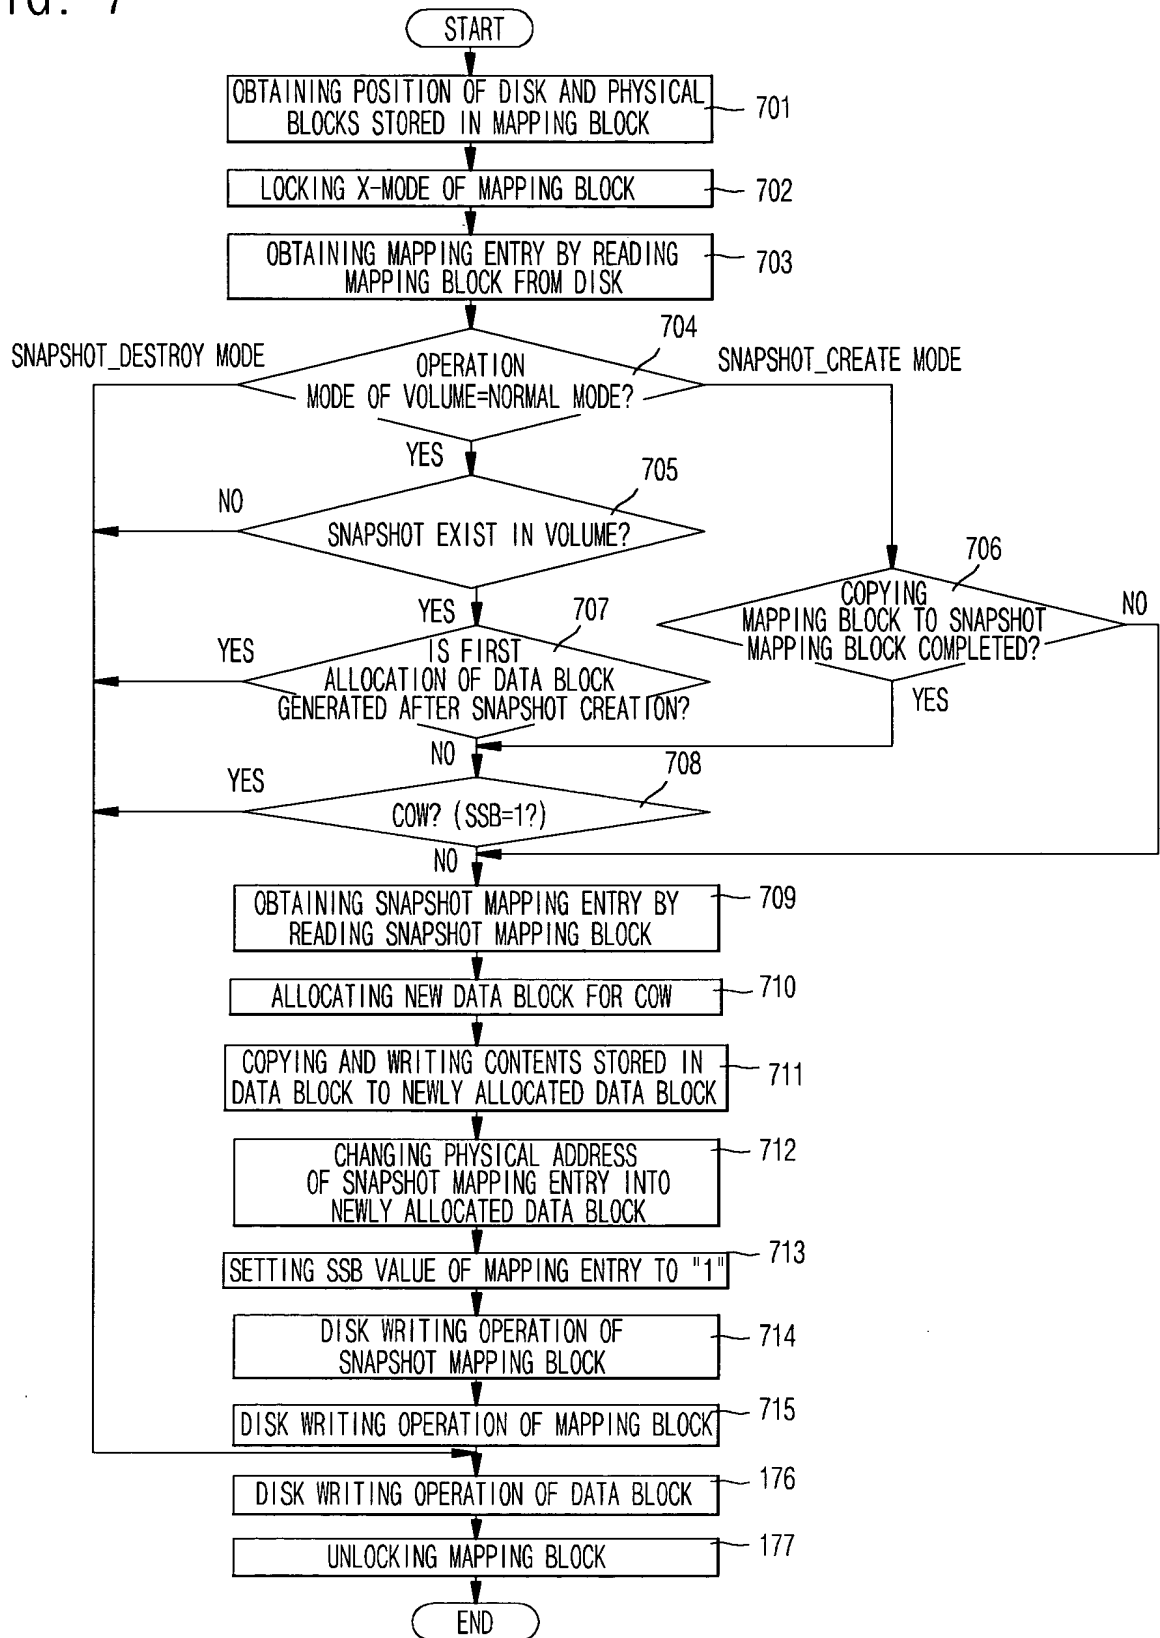 FIG. 7
START
OBTAINING POSITION OF DISK AND PHYSICAL
BLOCKS STORED IN MAPPING BLOCK
701
LOCKING X-MODE OF MAPPING BLOCK
702
OBTAINING MAPPING ENTRY BY READING
MAPPING BLOCK FROM DISK
703
704
SNAPSHOT_DESTROY MODE
OPERATION
MODE OF VOLUME=NORMAL MODE?
SNAPSHOT_CREATE MODE
YES
705
NO
SNAPSHOT EXIST IN VOLUME?
706
COPYING
MAPPING BLOCK TO SNAPSHOT
MAPPING BLOCK COMPLETED?
NO
YES
YES
707
YES
IS FIRST
ALLOCATION OF DATA BLOCK
GENERATED AFTER SNAPSHOT CREATION?
NO
708
YES
COW? (SSB=1?)
NO
OBTAINING SNAPSHOT MAPPING ENTRY BY
READING SNAPSHOT MAPPING BLOCK
709
ALLOCATING NEW DATA BLOCK FOR COW
710
COPYING AND WRITING CONTENTS STORED IN
DATA BLOCK TO NEWLY ALLOCATED DATA BLOCK
711
CHANGING PHYSICAL ADDRESS
OF SNAPSHOT MAPPING ENTRY INTO
NEWLY ALLOCATED DATA BLOCK
712
SETTING SSB VALUE OF MAPPING ENTRY TO "1"
713
DISK WRITING OPERATION OF
SNAPSHOT MAPPING BLOCK
714
DISK WRITING OPERATION OF MAPPING BLOCK
715
DISK WRITING OPERATION OF DATA BLOCK
176
UNLOCKING MAPPING BLOCK
177
END